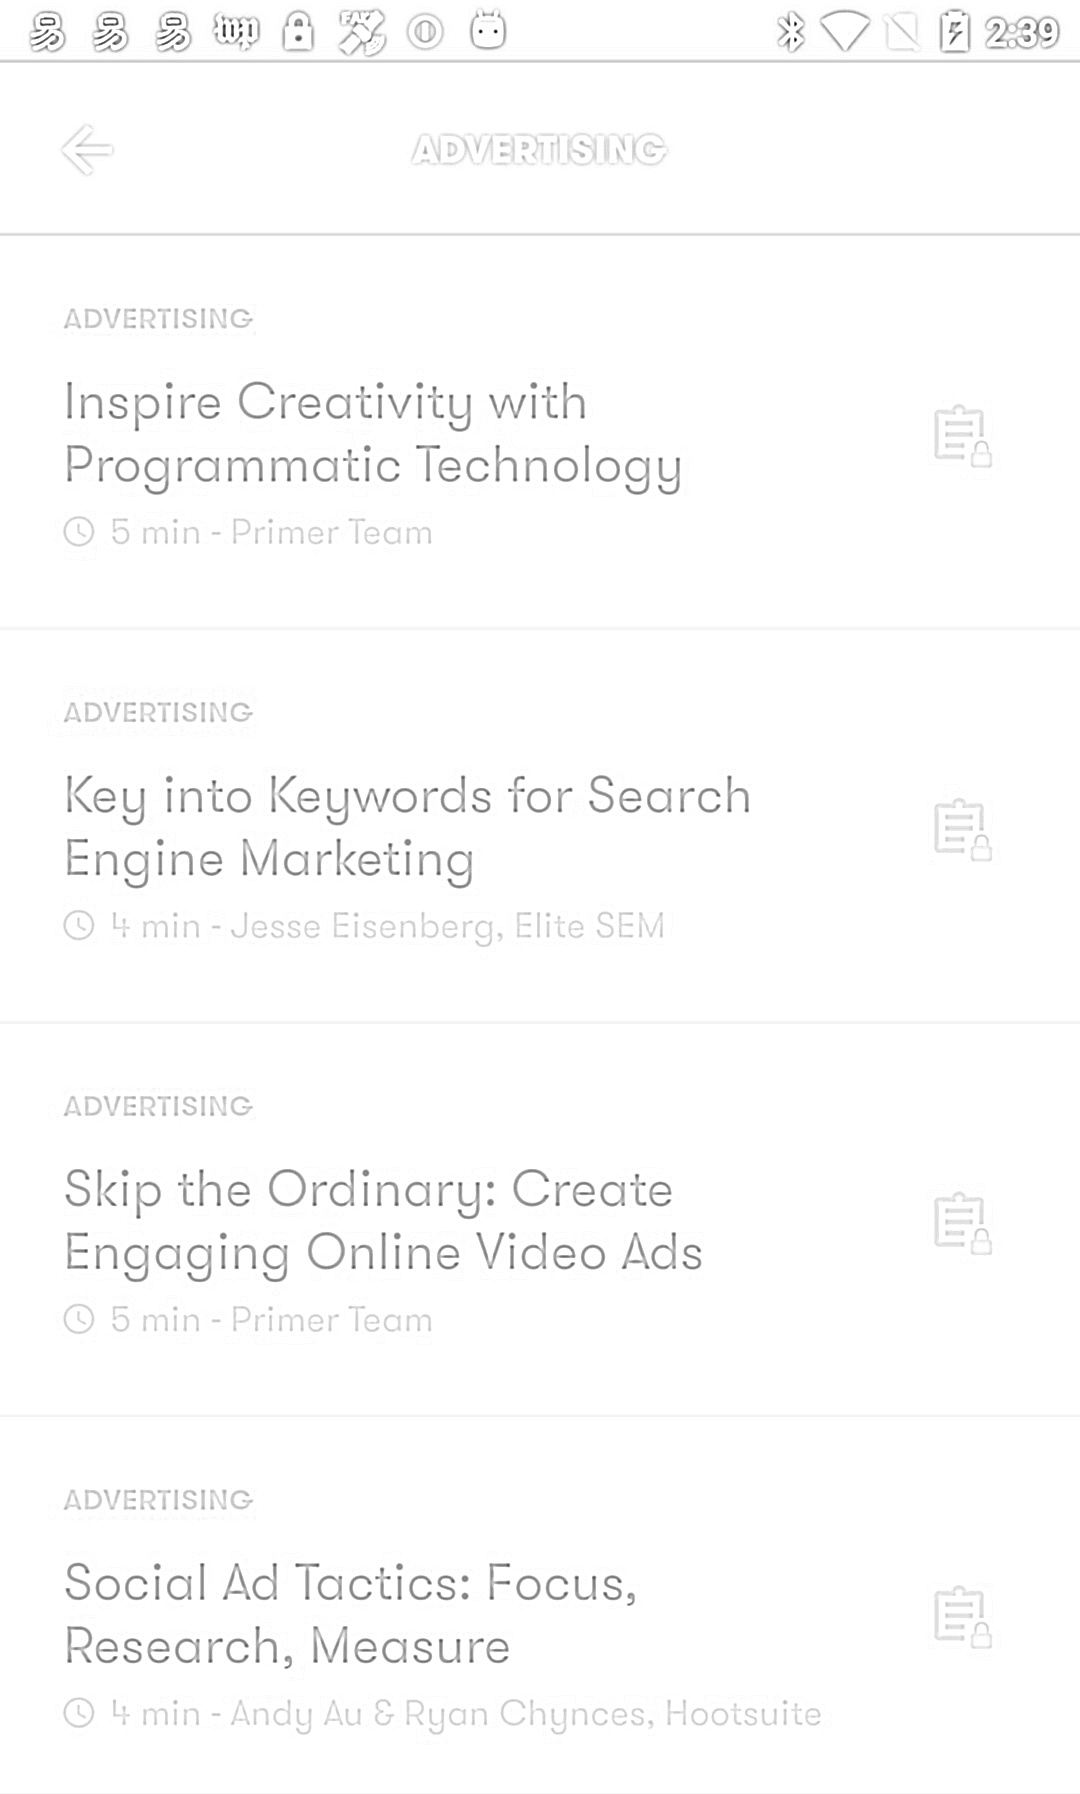 2:39
ADVERTISING
ADVERTISING
Inspire Creativity with
Programmatic Technology
5 min - Primer Team
ADVERTISING
Key into Keywords for Search
Engine Marketing
4 min - Jesse Eisenberg, Elite SEM
ADVERTISING
Skip the Ordinary: Create
Engaging Online Video Ads
5 min - Primer Team
ADVERTISING
Social Ad Tactics: Focus,
Research, Measure
4 min - Andy Au & Ryan Chynces, Hootsuite